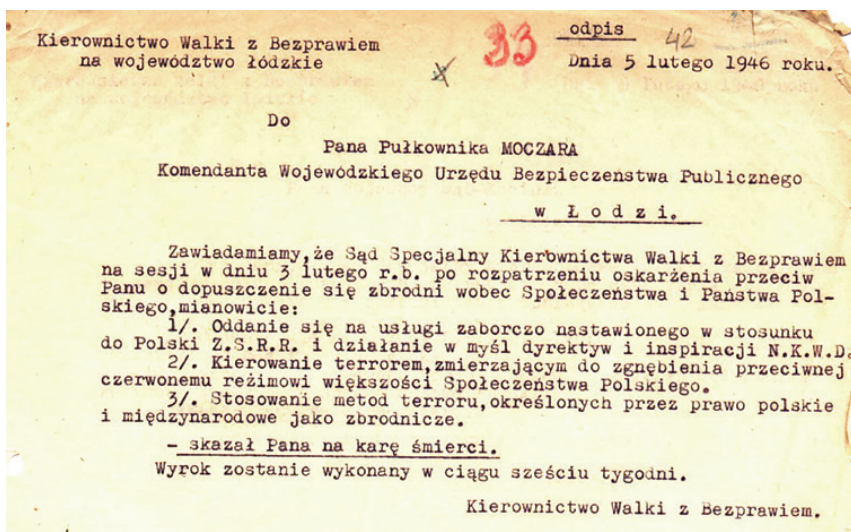 Kierownictwo Walki z Bezprawiem
na województwo łódzkie
33
odpis
42
Dnia 5 lutego 1946 roku.
Do
Pana Pułkownika MOCZARA
Komendanta Wojewódzkiego Urzędu Bezpieczeństwa Publicznego
w Łodzi.
Zawiadamiamy,że Sąd Specjalny Kierownictwa Walki z Bezprawiem
na sesji w dniu 3 lutego r.b. po rozpatrzeniu oskarżenia przeciw
Panu o dopuszczenie się zbrodni wobec Społeczeństwa i Państwa Pol-
skiego,mianowicie:
1/. Oddanie się na usługi zaborczo nastawionego w stosunku
do Polski Z.S.R.R. i działanie w myśl dyrektyw i inspiracji N.K.W.D.
2/. Kierowanie terrorem,zmierzającym do zgnębienia przeciwnej
czerwonemu reżimowi większości Społeczeństwa Polskiego.
3/. Stosowanie metod terroru,określonych przez prawo polskie
i międzynarodowe jako zbrodnicze.
- skazał Pana na karę śmierci.
Wyrok zostanie wykonany w ciągu sześciu tygodni.
Kierownictwo Walki z Bezprawiem.